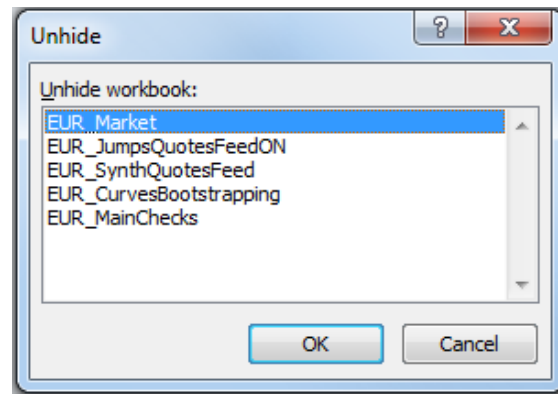 Unhide
Unhide workbook:
EUR_Market
EUR_JumpsQuotesFeedON
EUR_SynthQuotesFeed
EUR_CurvesBootstrapping
EUR_MainChecks
OK
Cancel